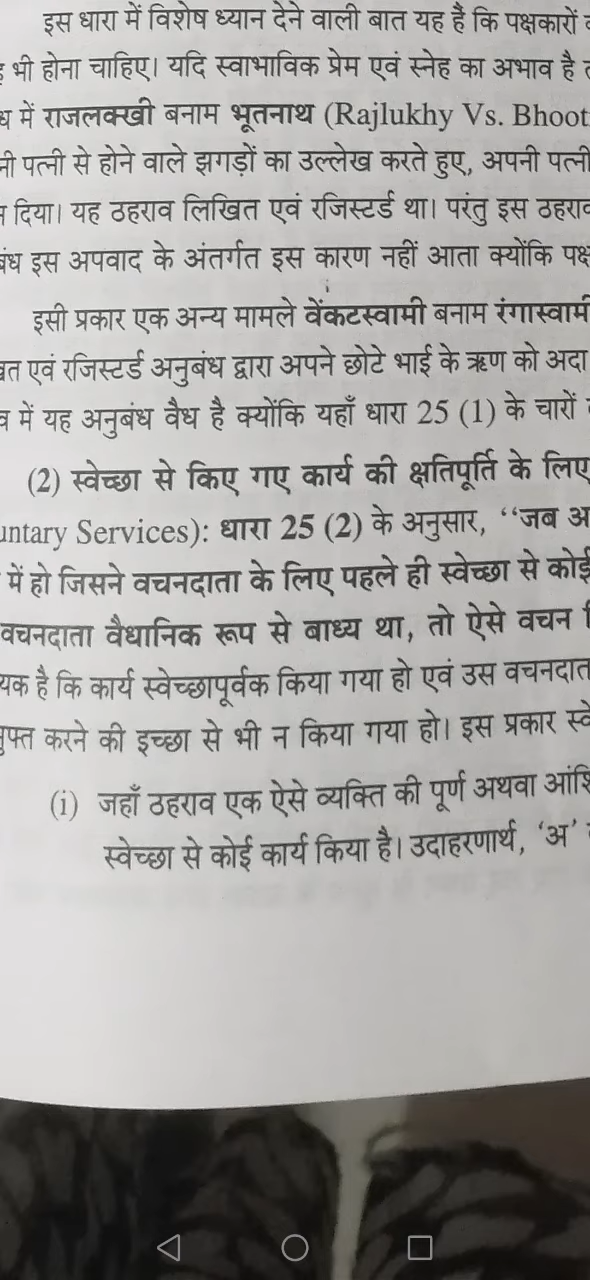 इस धारा में विशेष ध्यान देने वाली बात यह है कि पक्षकारों
भी होना चाहिए। यदि स्वाभाविक प्रेम एवं स्नेह का अभाव है
में राजलक्खी बनाम भूतनाथ (Rajlukhy Vs. Bhoot
पत्नी से होने वाले झगड़ों का उल्लेख करते हुए, अपनी पत्नी
दिया। यह ठहराव लिखित एवं रजिस्टर्ड था। परंतु इस ठहराव
बंध इस अपवाद के अंतर्गत इस कारण नहीं आता क्योंकि पक्ष
इसी प्रकार एक अन्य मामले वेंकटस्वामी बनाम रंगास्वामी
एवं रजिस्टर्ड अनुबंध द्वारा अपने छोटे भाई के ऋण को अदा
में यह अनुबंध वैध है क्योंकि यहाँ धारा 25 (1) के चारों
(2) स्वेच्छा से किए गए कार्य की क्षतिपूर्ति के लिए
untary Services): धारा 25 (2) के अनुसार, “जब अ
में हो जिसने वचनदाता के लिए पहले ही स्वेच्छा से कोई
वचनदाता वैधानिक रूप से बाध्य था, तो ऐसे वचन
यक है कि कार्य स्वेच्छापूर्वक किया गया हो एवं उस वचनदात
मुफ्त करने की इच्छा से भी न किया गया हो। इस प्रकार स्वे
(i) जहाँ ठहराव एक ऐसे व्यक्ति की पूर्ण अथवा आंशि
स्वेच्छा से कोई कार्य किया है। उदाहरणार्थ, ‘अ’